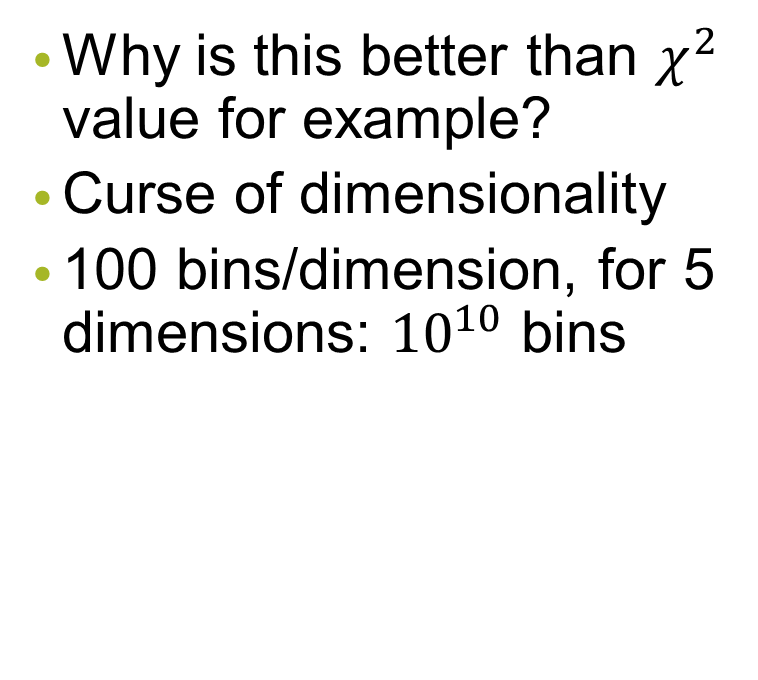 • Why is this better than χ²
value for example?
• Curse of dimensionality
• 100 bins/dimension, for 5
dimensions: 10¹⁰ bins